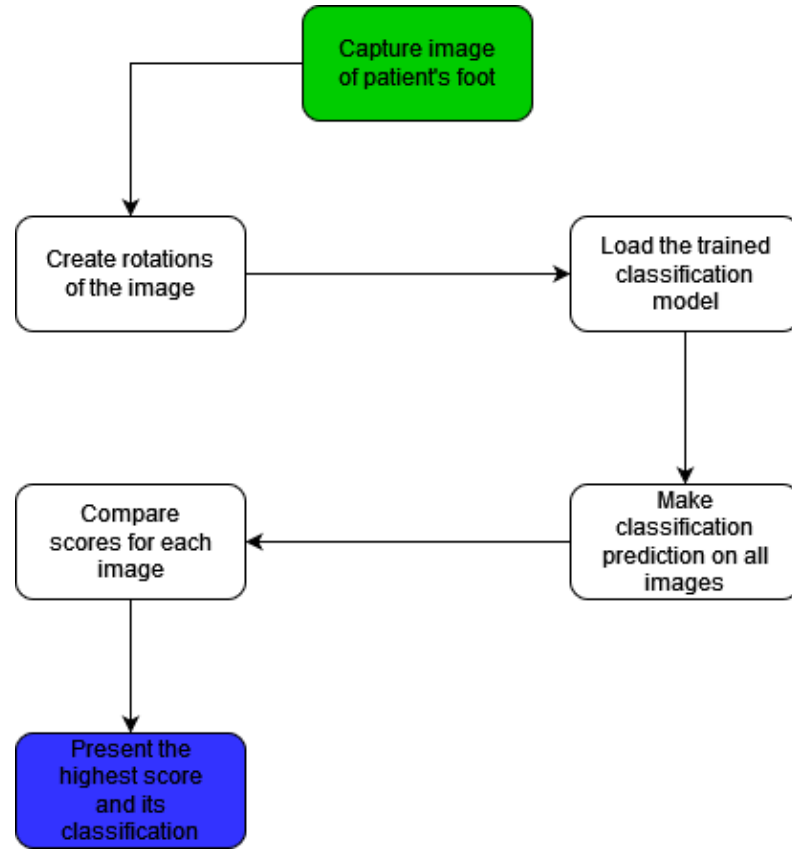 Capture image
of patient's foot
Create rotations
of the image
Load the trained
classification
model
Make
classification
prediction on all
images
Compare
scores for each
image
Present the
highest score
and its
classification